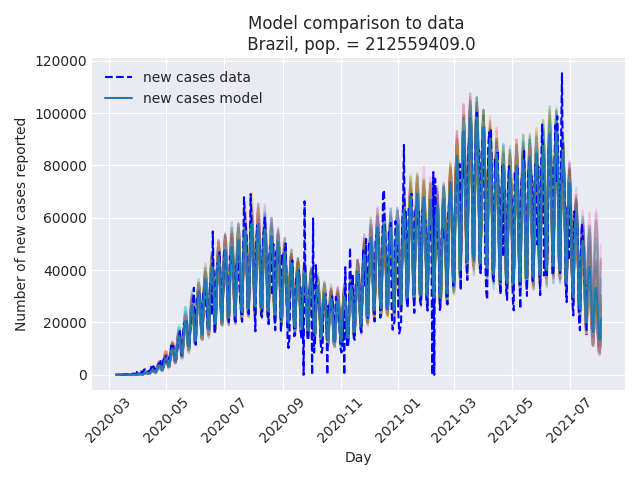 Model comparison to data
Brazil, pop. = 212559409.0
120000
100000
80000
60000
40000
20000
0
Number of new cases reported
new cases data
new cases model
2020-03
2020-05
2020-07
2020-09
2020-11
2021-01
2021-03
2021-05
2021-07
Day